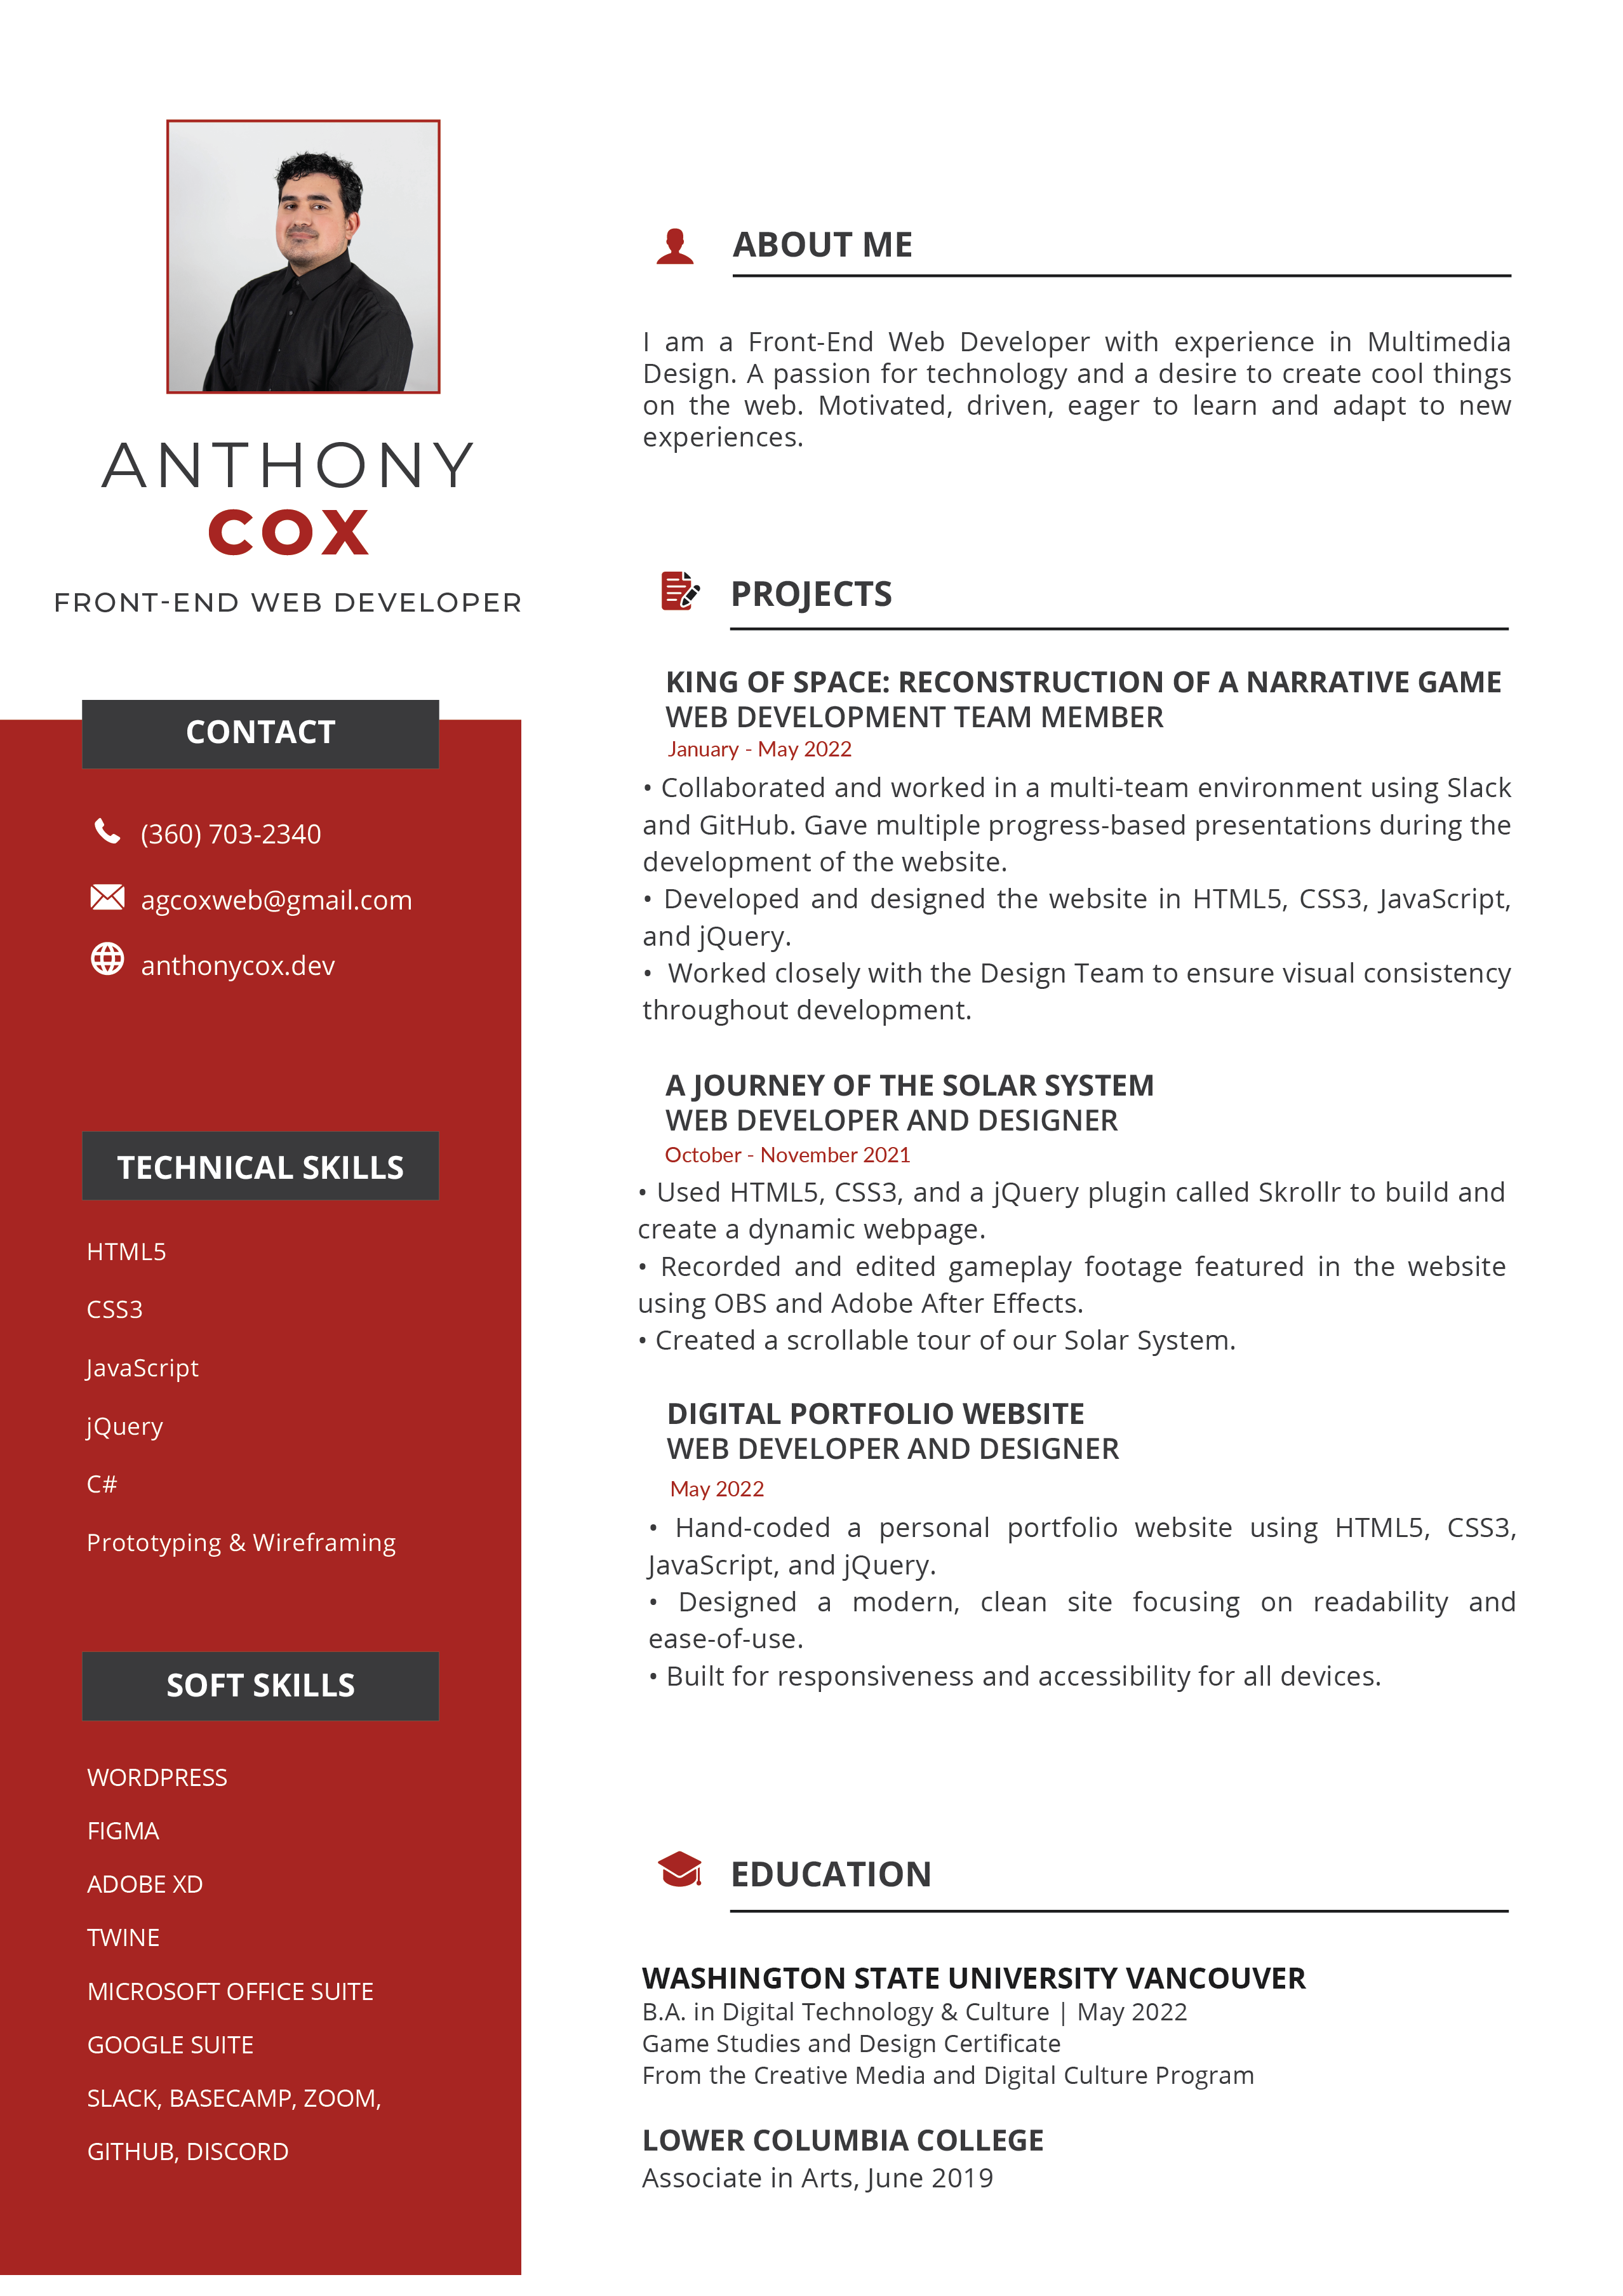 ANTHONY
COX
FRONT-END WEB DEVELOPER
CONTACT
(360) 703-2340
agcoxweb@gmail.com
anthonycox.dev
TECHNICAL SKILLS
HTML5
CSS3
JavaScript
jQuery
C#
Prototyping & Wireframing
SOFT SKILLS
WORDPRESS
FIGMA
ADOBE XD
TWINE
MICROSOFT OFFICE SUITE
GOOGLE SUITE
SLACK, BASECAMP, ZOOM,
GITHUB, DISCORD
ABOUT ME
I am a Front-End Web Developer with experience in Multimedia
Design. A passion for technology and a desire to create cool things
on the web. Motivated, driven, eager to learn and adapt to new
experiences.
PROJECTS
KING OF SPACE: RECONSTRUCTION OF A NARRATIVE GAME
WEB DEVELOPMENT TEAM MEMBER
January - May 2022
• Collaborated and worked in a multi-team environment using Slack
and GitHub. Gave multiple progress-based presentations during the
development of the website.
• Developed and designed the website in HTML5, CSS3, JavaScript,
and jQuery.
• Worked closely with the Design Team to ensure visual consistency
throughout development.
A JOURNEY OF THE SOLAR SYSTEM
WEB DEVELOPER AND DESIGNER
October - November 2021
• Used HTML5, CSS3, and a jQuery plugin called Skrollr to build and
create a dynamic webpage.
• Recorded and edited gameplay footage featured in the website
using OBS and Adobe After Effects.
• Created a scrollable tour of our Solar System.
DIGITAL PORTFOLIO WEBSITE
WEB DEVELOPER AND DESIGNER
May 2022
• Hand-coded a personal portfolio website using HTML5, CSS3,
JavaScript, and jQuery.
• Designed a modern, clean site focusing on readability and
ease-of-use.
• Built for responsiveness and accessibility for all devices.
EDUCATION
WASHINGTON STATE UNIVERSITY VANCOUVER
B.A. in Digital Technology & Culture | May 2022
Game Studies and Design Certificate
From the Creative Media and Digital Culture Program
LOWER COLUMBIA COLLEGE
Associate in Arts, June 2019